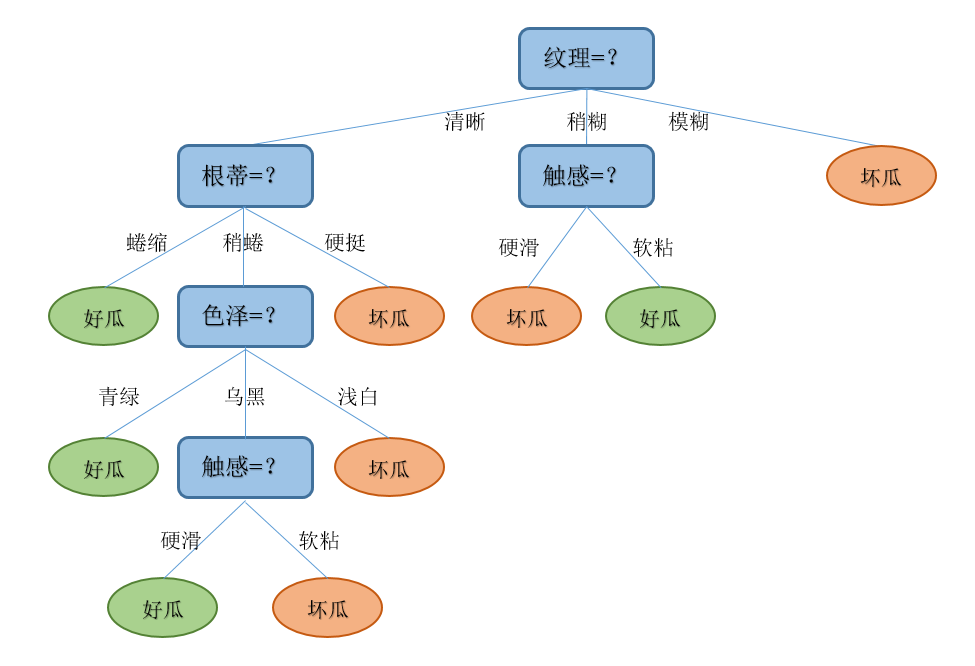 纹理=？
清晰
稍糊
模糊
根蒂=？
触感=？
坏瓜
蜷缩
稍蜷
硬挺
硬滑
软粘
好瓜
色泽=？
坏瓜
坏瓜
好瓜
青绿
乌黑
浅白
好瓜
触感=？
坏瓜
硬滑
软粘
好瓜
坏瓜